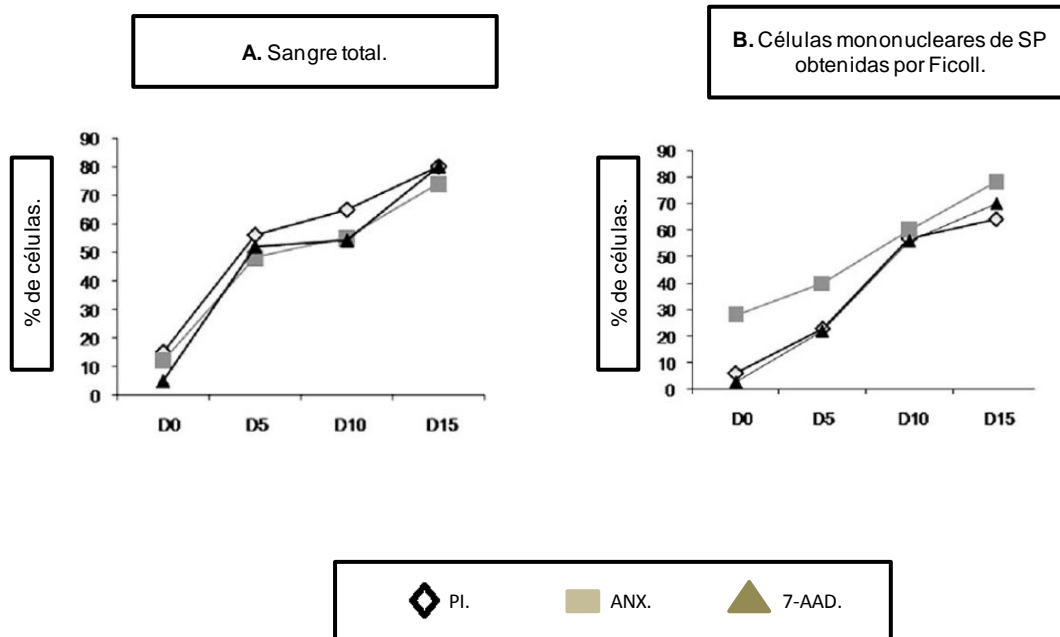 A. Sangre total.
B. Células mononucleares de SP
obtenidas por Ficoll.
% de células.
90
80
70
60
50
40
30
20
10
0
D0 D5 D10 D15
% de células.
90
80
70
60
50
40
30
20
10
0
D0 D5 D10 D15
PI. ANX. 7-AAD.